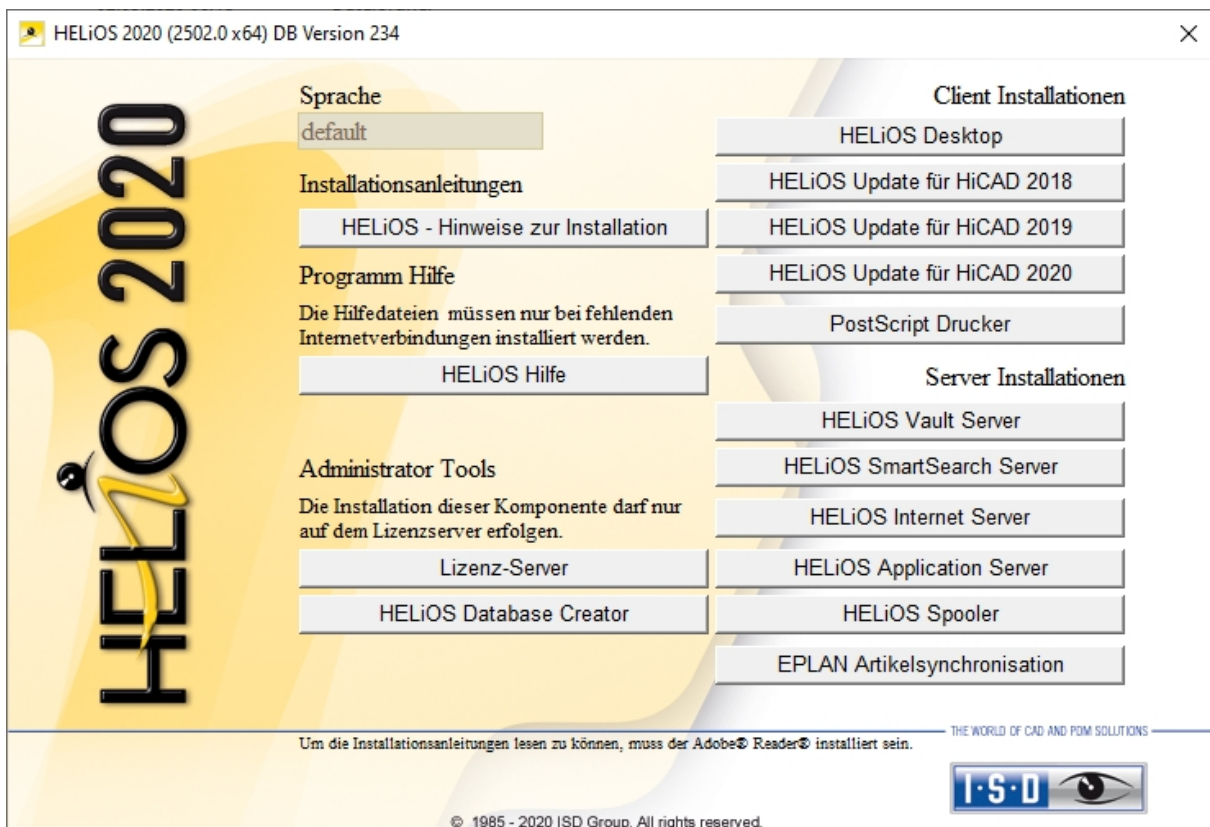 HELiOS 2020 (2502.0 x64) DB Version 234
HELiOS 2020
Sprache
default
Installationsanleitungen
HELiOS - Hinweise zur Installation
Programm Hilfe
Die Hilfedateien müssen nur bei fehlenden
Internetverbindungen installiert werden.
HELiOS Hilfe
Administrator Tools
Die Installation dieser Komponente darf nur
auf dem Lizenzserver erfolgen.
Lizenz-Server
HELiOS Database Creator
Client Installationen
HELiOS Desktop
HELiOS Update für HiCAD 2018
HELiOS Update für HiCAD 2019
HELiOS Update für HiCAD 2020
PostScript Drucker
Server Installationen
HELiOS Vault Server
HELiOS SmartSearch Server
HELiOS Internet Server
HELiOS Application Server
HELiOS Spooler
EPLAN Artikelsynchronisation
Um die Installationsanleitungen lesen zu können, muss der Adobe® Reader® installiert sein.
THE WORLD OF CAD AND PDM SOLUTIONS
I·S·D
© 1985 - 2020 ISD Group. All rights reserved.